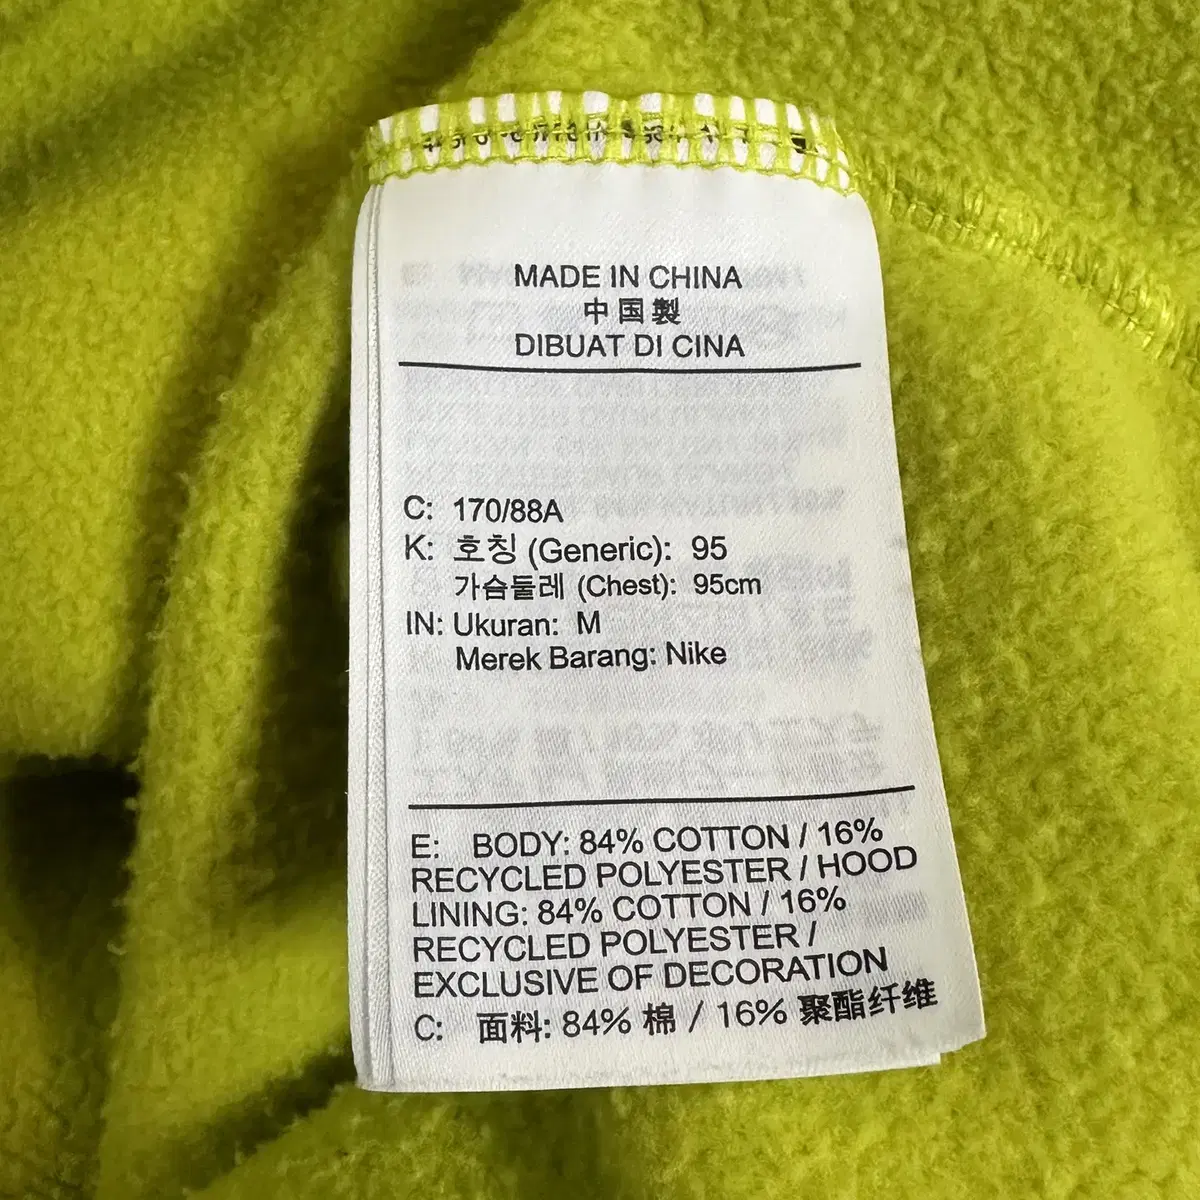 MADE IN CHINA
中国製
DIBUAT DI CINA
C: 170/88A
K: 호칭 (Generic): 95
가슴둘레 (Chest): 95cm
IN: Ukuran: M
Merek Barang: Nike
E: BODY: 84% COTTON / 16%
RECYCLED POLYESTER / HOOD
LINING: 84% COTTON / 16%
RECYCLED POLYESTER /
EXCLUSIVE OF DECORATION
C: 面料: 84% 棉 / 16% 聚酯纤维